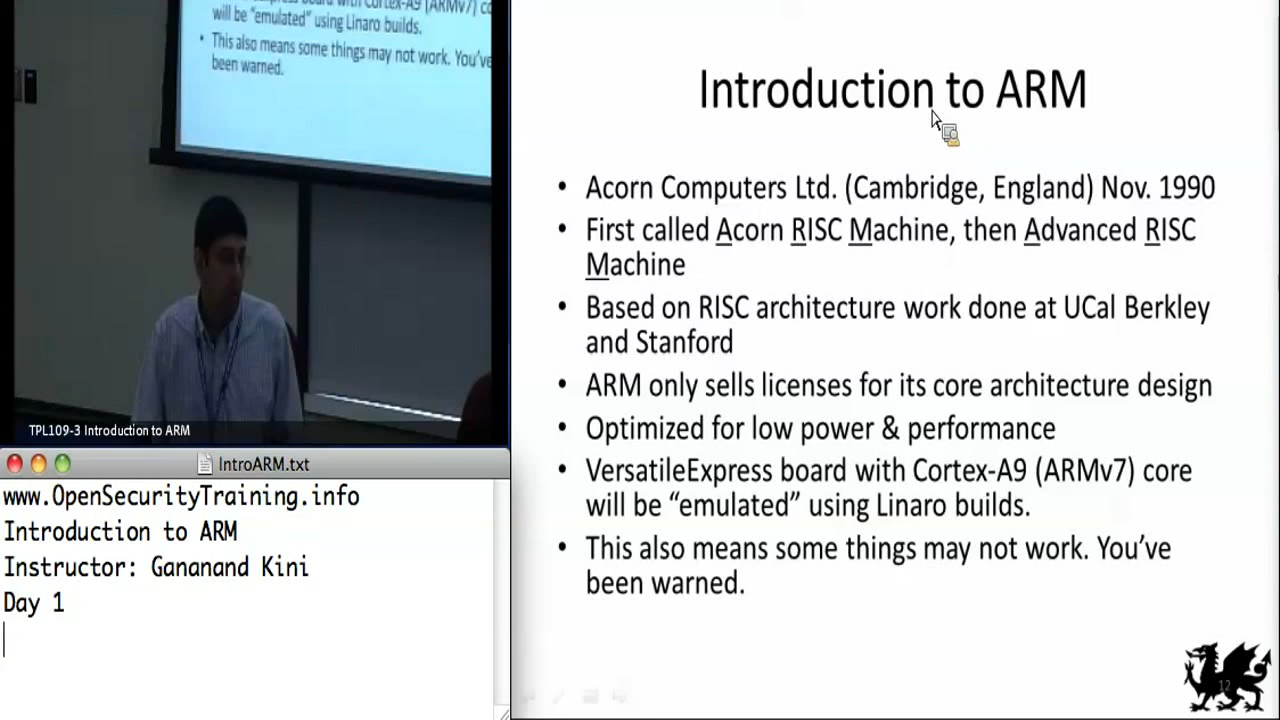 will be "emulated" using Linaro builds.
• This also means some things may not work. You've
been warned.
TPL109-3 Introduction to ARM
IntroARM.txt
www.OpenSecurityTraining.info
Introduction to ARM
Instructor: Gananand Kini
Day 1
Introduction to ARM
• Acorn Computers Ltd. (Cambridge, England) Nov. 1990
• First called Acorn RISC Machine, then Advanced RISC
Machine
• Based on RISC architecture work done at UCal Berkley
and Stanford
• ARM only sells licenses for its core architecture design
• Optimized for low power & performance
• VersatileExpress board with Cortex-A9 (ARMv7) core
will be "emulated" using Linaro builds.
• This also means some things may not work. You've
been warned.
12